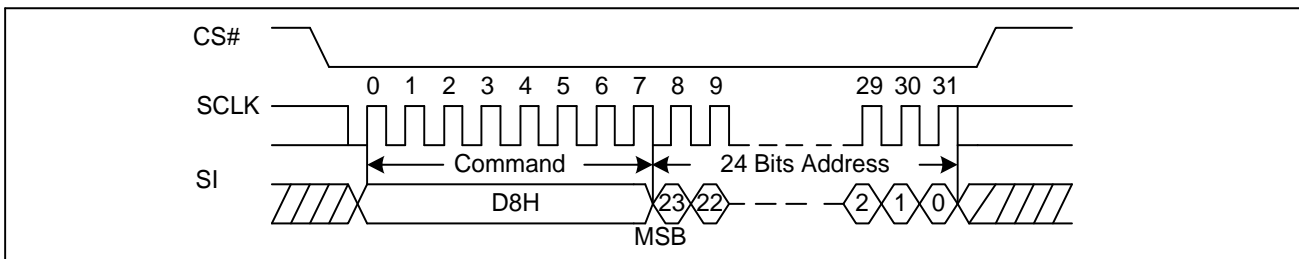 CS#
0 1 2 3 4 5 6 7 8 9 29 30 31
SCLK
Command 24 Bits Address
SI
D8H 23 22 2 1 0
MSB